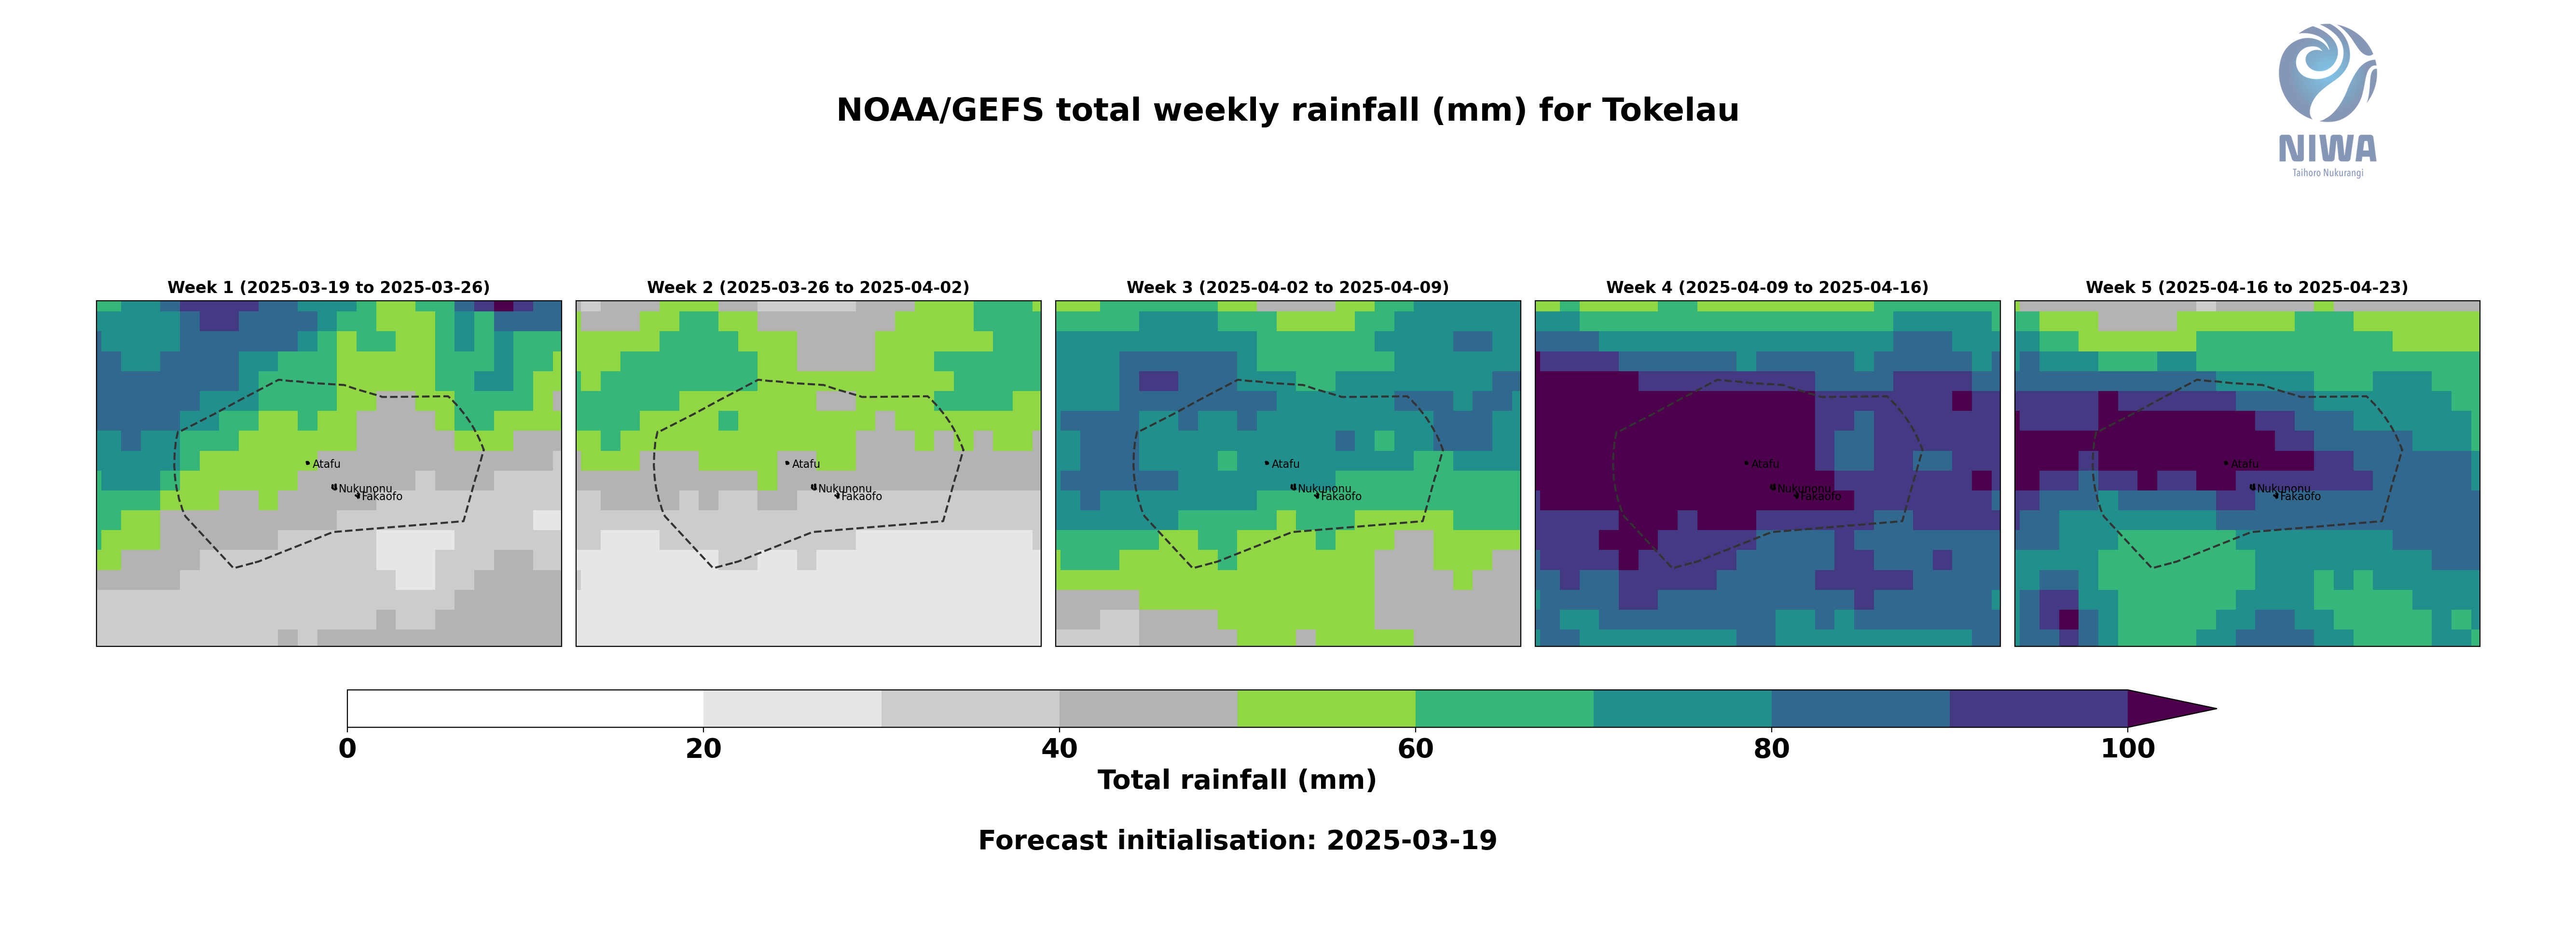 NOAA/GEFS total weekly rainfall (mm) for Tokelau
NIWA
Taihoro Nukurangi
Week 1 (2025-03-19 to 2025-03-26)
Week 2 (2025-03-26 to 2025-04-02)
Week 3 (2025-04-02 to 2025-04-09)
Week 4 (2025-04-09 to 2025-04-16)
Week 5 (2025-04-16 to 2025-04-23)
Atafu
Nukunonu
Fakaofo
Atafu
Nukunonu
Fakaofo
Atafu
Nukunonu
Fakaofo
Atafu
Nukunonu
Fakaofo
Atafu
Nukunonu
Fakaofo
0 20 40 60 80 100
Total rainfall (mm)
Forecast initialisation: 2025-03-19